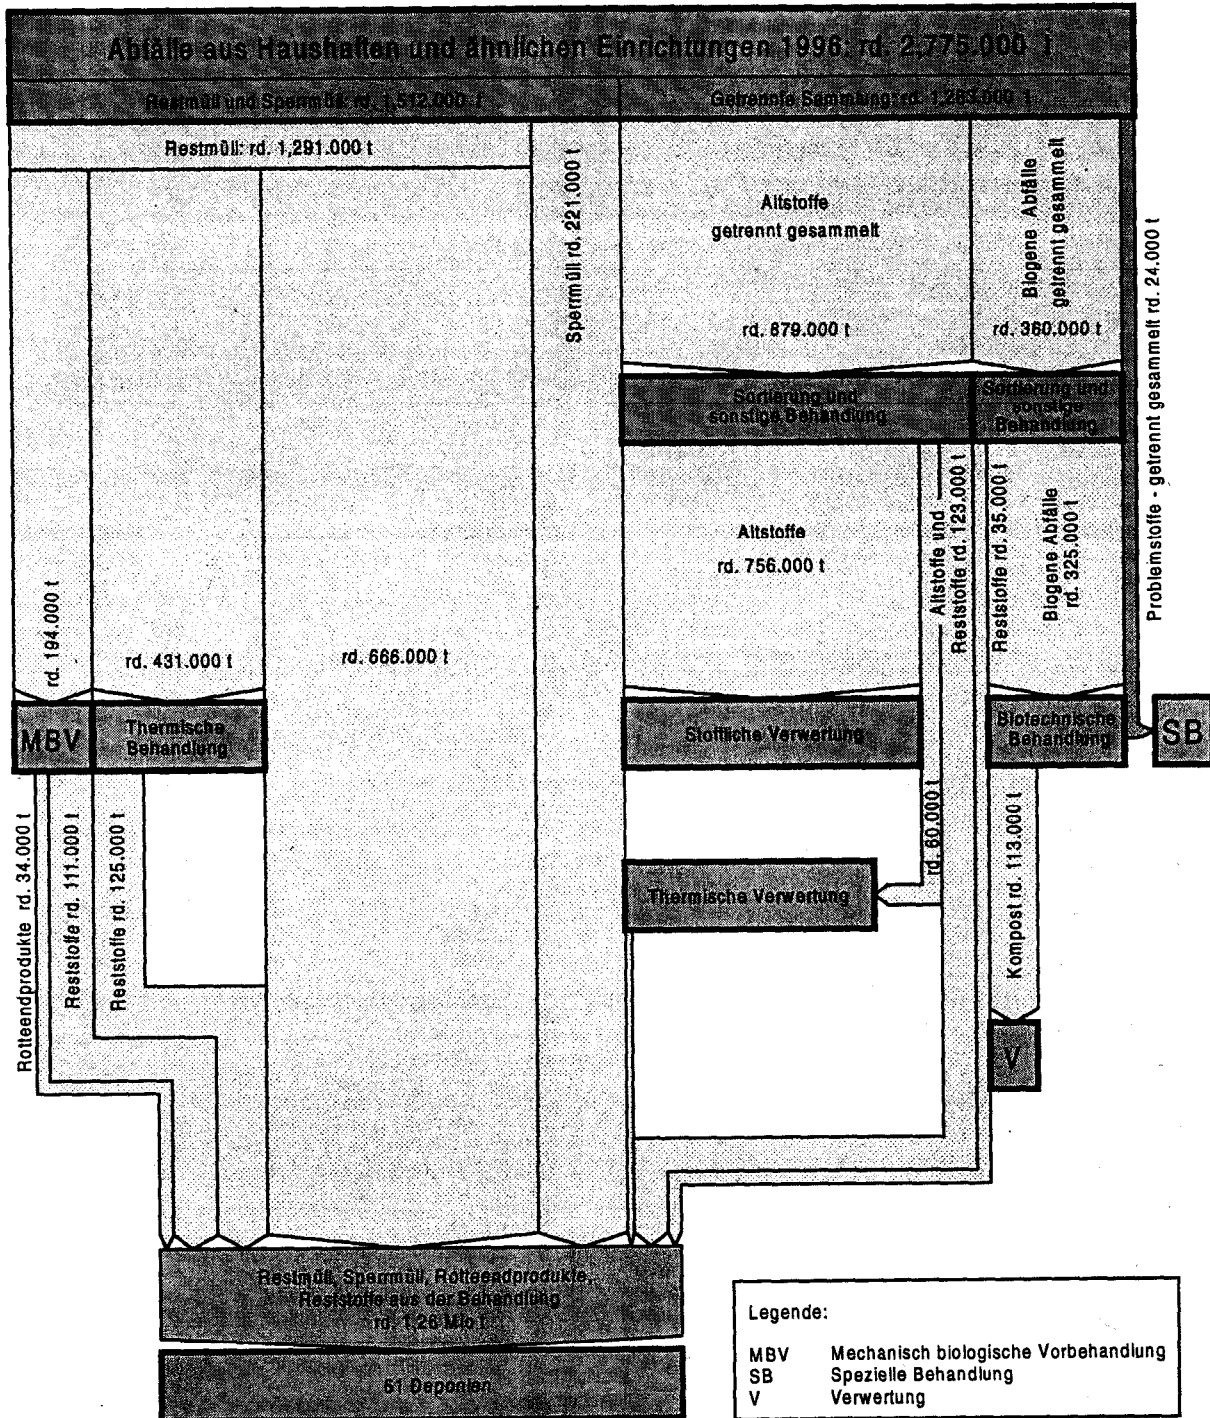 Abfälle aus Haushalten und ähnlichen Einrichtungen 1996: rd. 2,775.000 t
Restmüll und Sperrmüll: rd. 1,512.000 t
Getrennte Sammlung: rd. 1,263.000 t
Restmüll: rd. 1,291.000 t
Sperrmüll rd. 221.000 t
Altstoffe
getrennt gesammelt
rd. 879.000 t
Biogene Abfälle
getrennt gesammelt
rd. 360.000 t
Problemstoffe - getrennt gesammelt rd. 24.000 t
Sortierung und
sonstige Behandlung
Sortierung und
sonstige
Behandlung
rd. 194.000 t
rd. 431.000 t
rd. 666.000 t
Altstoffe
rd. 756.000 t
Altstoffe und
Reststoffe rd. 123.000 t
Reststoffe rd. 35.000 t
Biogene Abfälle
rd. 325.000 t
MBV
Thermische
Behandlung
Stoffliche Verwertung
Biotechnische
Behandlung
SB
Rotteendprodukte rd. 34.000 t
Reststoffe rd. 111.000 t
Reststoffe rd. 125.000 t
rd. 60.000 t
Thermische Verwertung
Kompost rd. 113.000 t
V
Restmüll, Sperrmüll, Rotteendprodukte,
Reststoffe aus der Behandlung
rd. 1,26 Mio t
61 Deponien
Legende:
MBV Mechanisch biologische Vorbehandlung
SB Spezielle Behandlung
V Verwertung